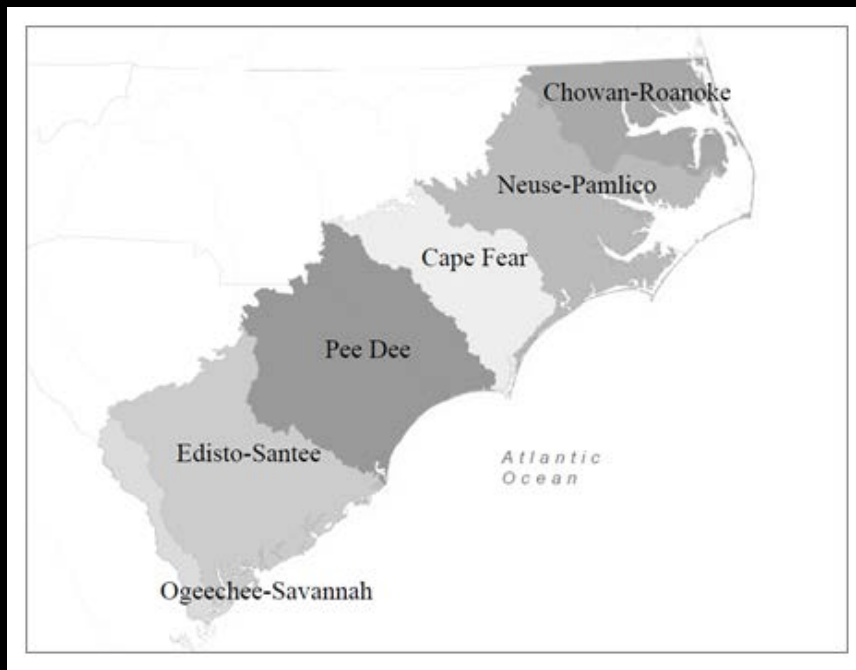 Chowan-Roanoke
Neuse-Pamlico
Cape Fear
Pee Dee
Edisto-Santee
Atlantic
Ocean
Ogeechee-Savannah